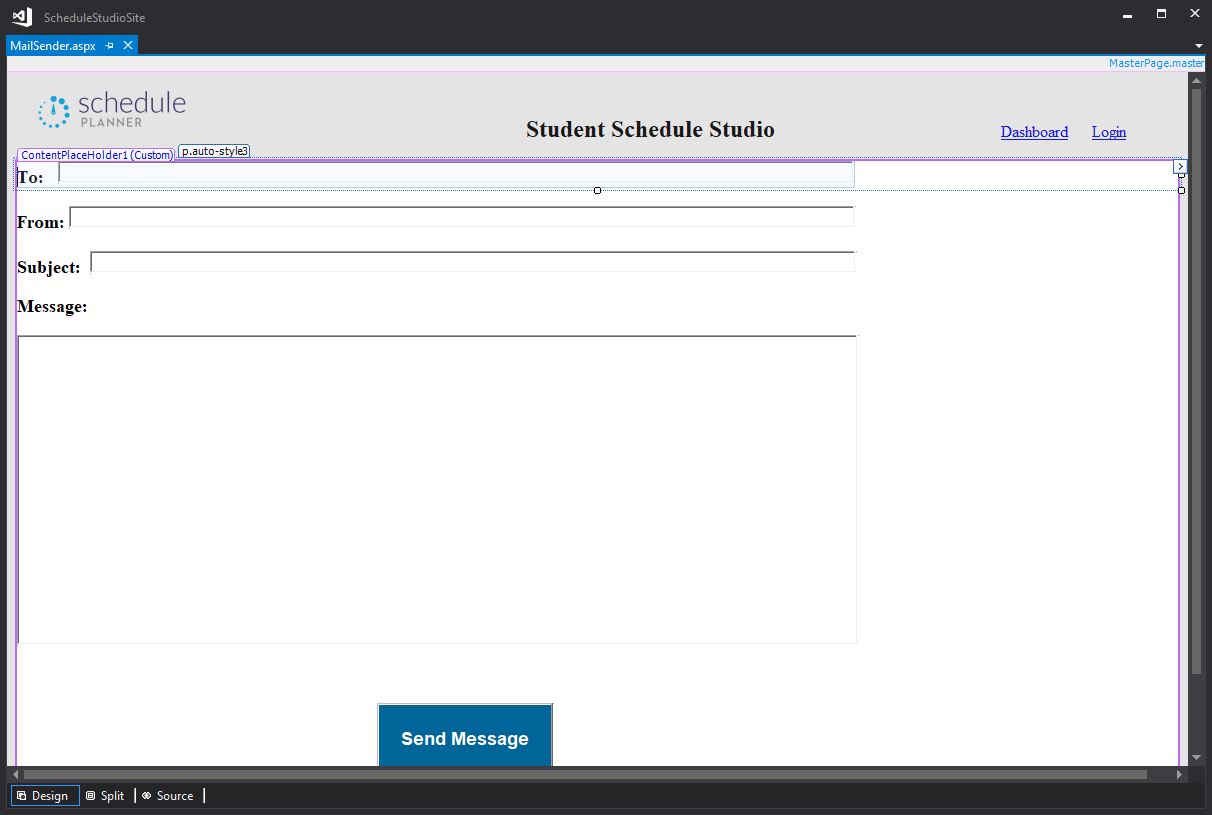 ScheduleStudioSite
MailSender.aspx
MasterPage.master
schedule
PLANNER
Student Schedule Studio
Dashboard Login
ContentPlaceHolder1 (Custom) p.auto-style3
To:
From:
Subject:
Message:
Send Message
Design Split Source